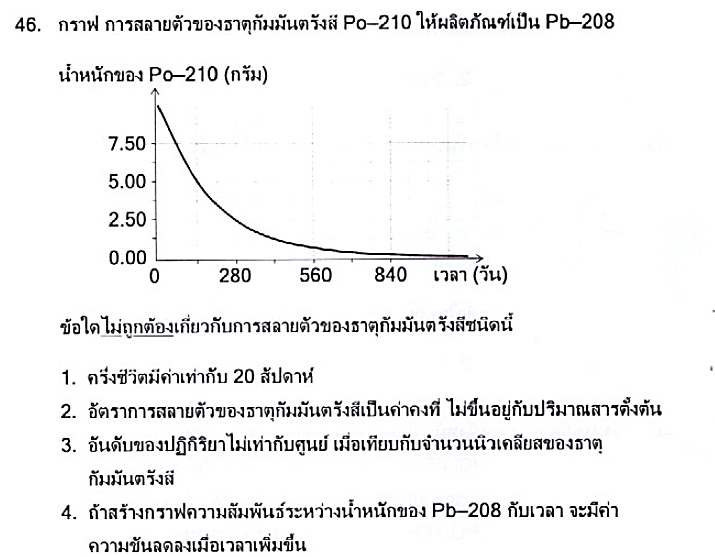 46. กราฟ การสลายตัวของธาตุกัมมันตรังสี Po–210 ให้ผลิตภัณฑ์เป็น Pb–208
น้ำหนักของ Po–210 (กรัม)
7.50
5.00
2.50
0.00
0 280 560 840 เวลา (วัน)
ข้อใดไม่ถูกต้องเกี่ยวกับการสลายตัวของธาตุกัมมันตรังสีชนิดนี้
1. ครึ่งชีวิตมีค่าเท่ากับ 20 สัปดาห์
2. อัตราการสลายตัวของธาตุกัมมันตรังสีเป็นค่าคงที่ ไม่ขึ้นอยู่กับปริมาณสารตั้งต้น
3. อันดับของปฏิกิริยาไม่เท่ากับศูนย์ เมื่อเทียบกับจำนวนนิวเคลียสของธาตุ
กัมมันตรังสี
4. ถ้าสร้างกราฟความสัมพันธ์ระหว่างน้ำหนักของ Pb–208 กับเวลา จะมีค่า
ความชันลดลงเมื่อเวลาเพิ่มขึ้น